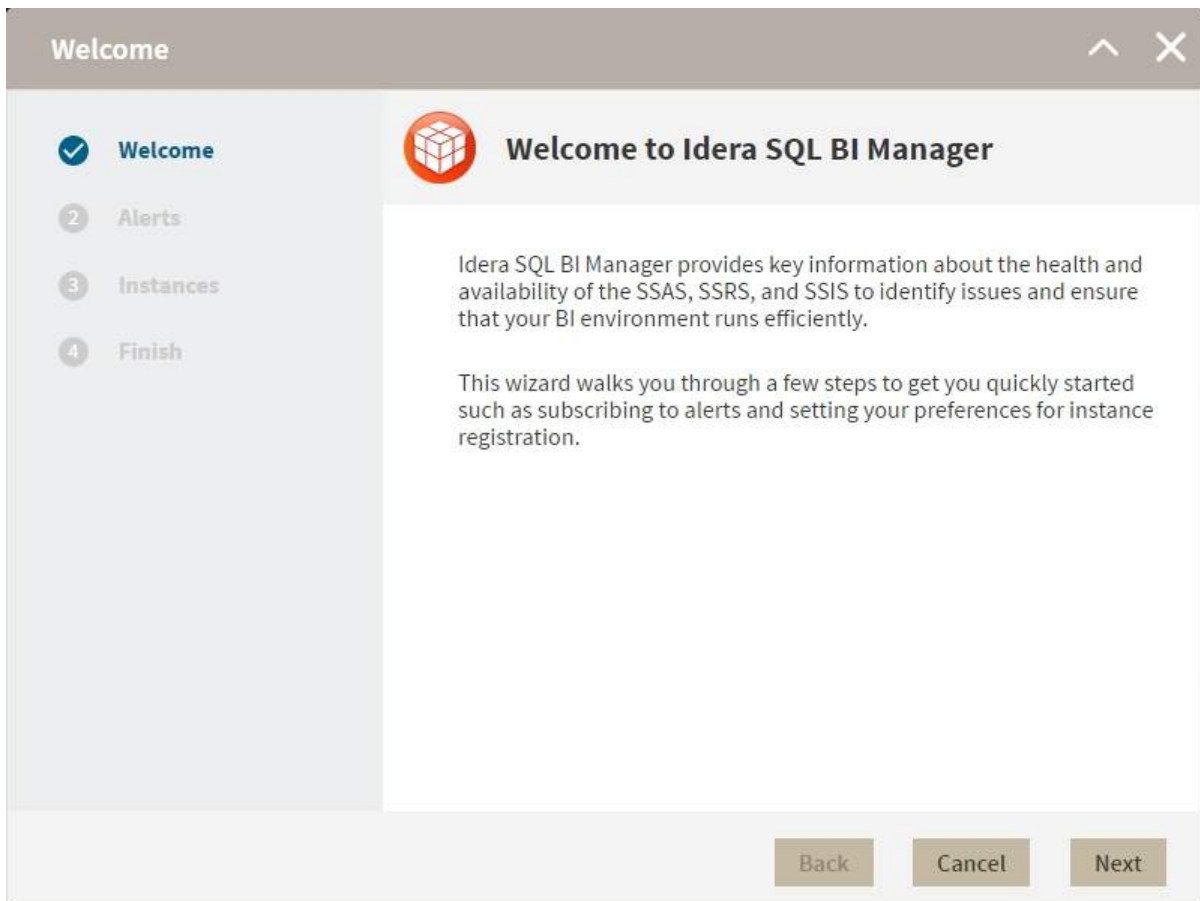 Welcome
Welcome
2 Alerts
3 Instances
4 Finish
Welcome to Idera SQL BI Manager
Idera SQL BI Manager provides key information about the health and
availability of the SSAS, SSRS, and SSIS to identify issues and ensure
that your BI environment runs efficiently.
This wizard walks you through a few steps to get you quickly started
such as subscribing to alerts and setting your preferences for instance
registration.
Back Cancel Next